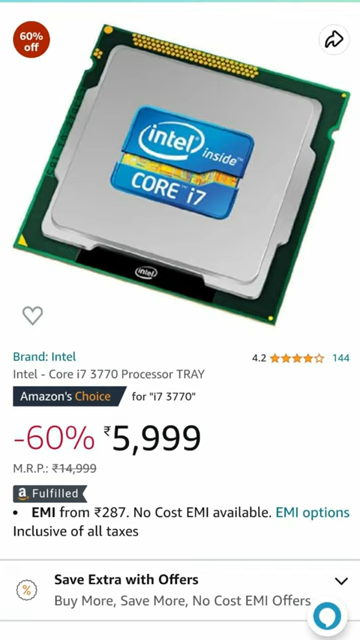 60%
off
intel inside™
CORE™ i7
intel
Brand: Intel
4.2 144
Intel - Core i7 3770 Processor TRAY
Amazon's Choice for "i7 3770"
-60% ₹5,999
M.R.P.: ₹14,999
a Fulfilled
• EMI from ₹287. No Cost EMI available. EMI options
Inclusive of all taxes
% Save Extra with Offers
Buy More, Save More, No Cost EMI Offers